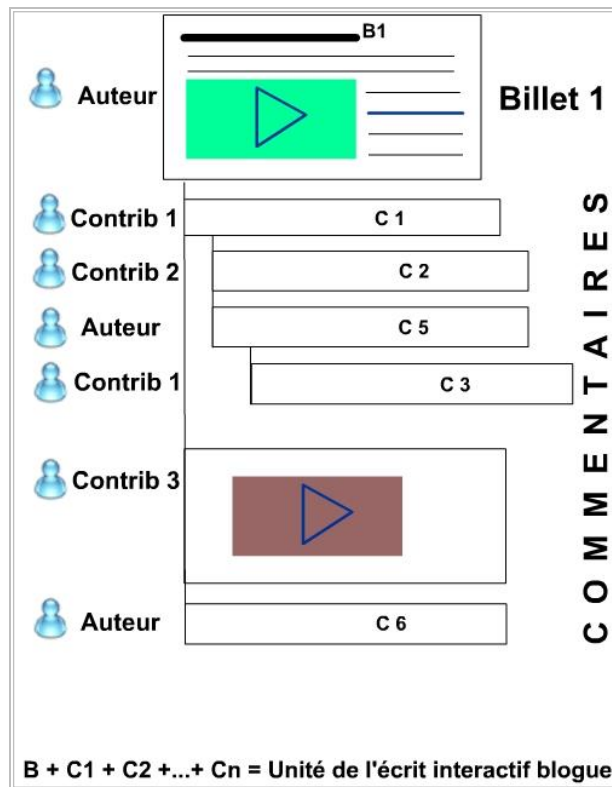 B1
Auteur
Billet 1
Contrib 1 C 1
Contrib 2 C 2
Auteur C 5
Contrib 1 C 3
Contrib 3
Auteur C 6
COMMENTAIRES
B + C1 + C2 +...+ Cn = Unité de l'écrit interactif blogue